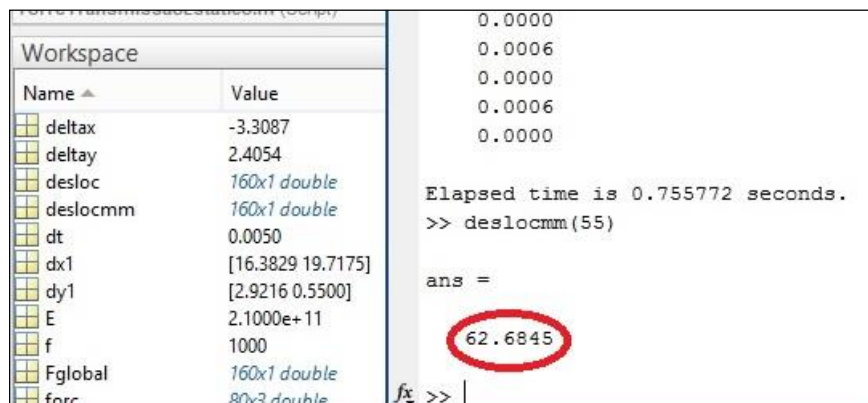 Workspace
Name Value
deltax -3.3087
deltay 2.4054
desloc 160x1 double
deslocmm 160x1 double
dt 0.0050
dx1 [16.3829 19.7175]
dy1 [2.9216 0.5500]
E 2.1000e+11
f 1000
Fglobal 160x1 double
forc 80x3 double
0.0000
0.0006
0.0000
0.0006
0.0000
Elapsed time is 0.755772 seconds.
>> deslocmm(55)
ans =
62.6845
fx >>